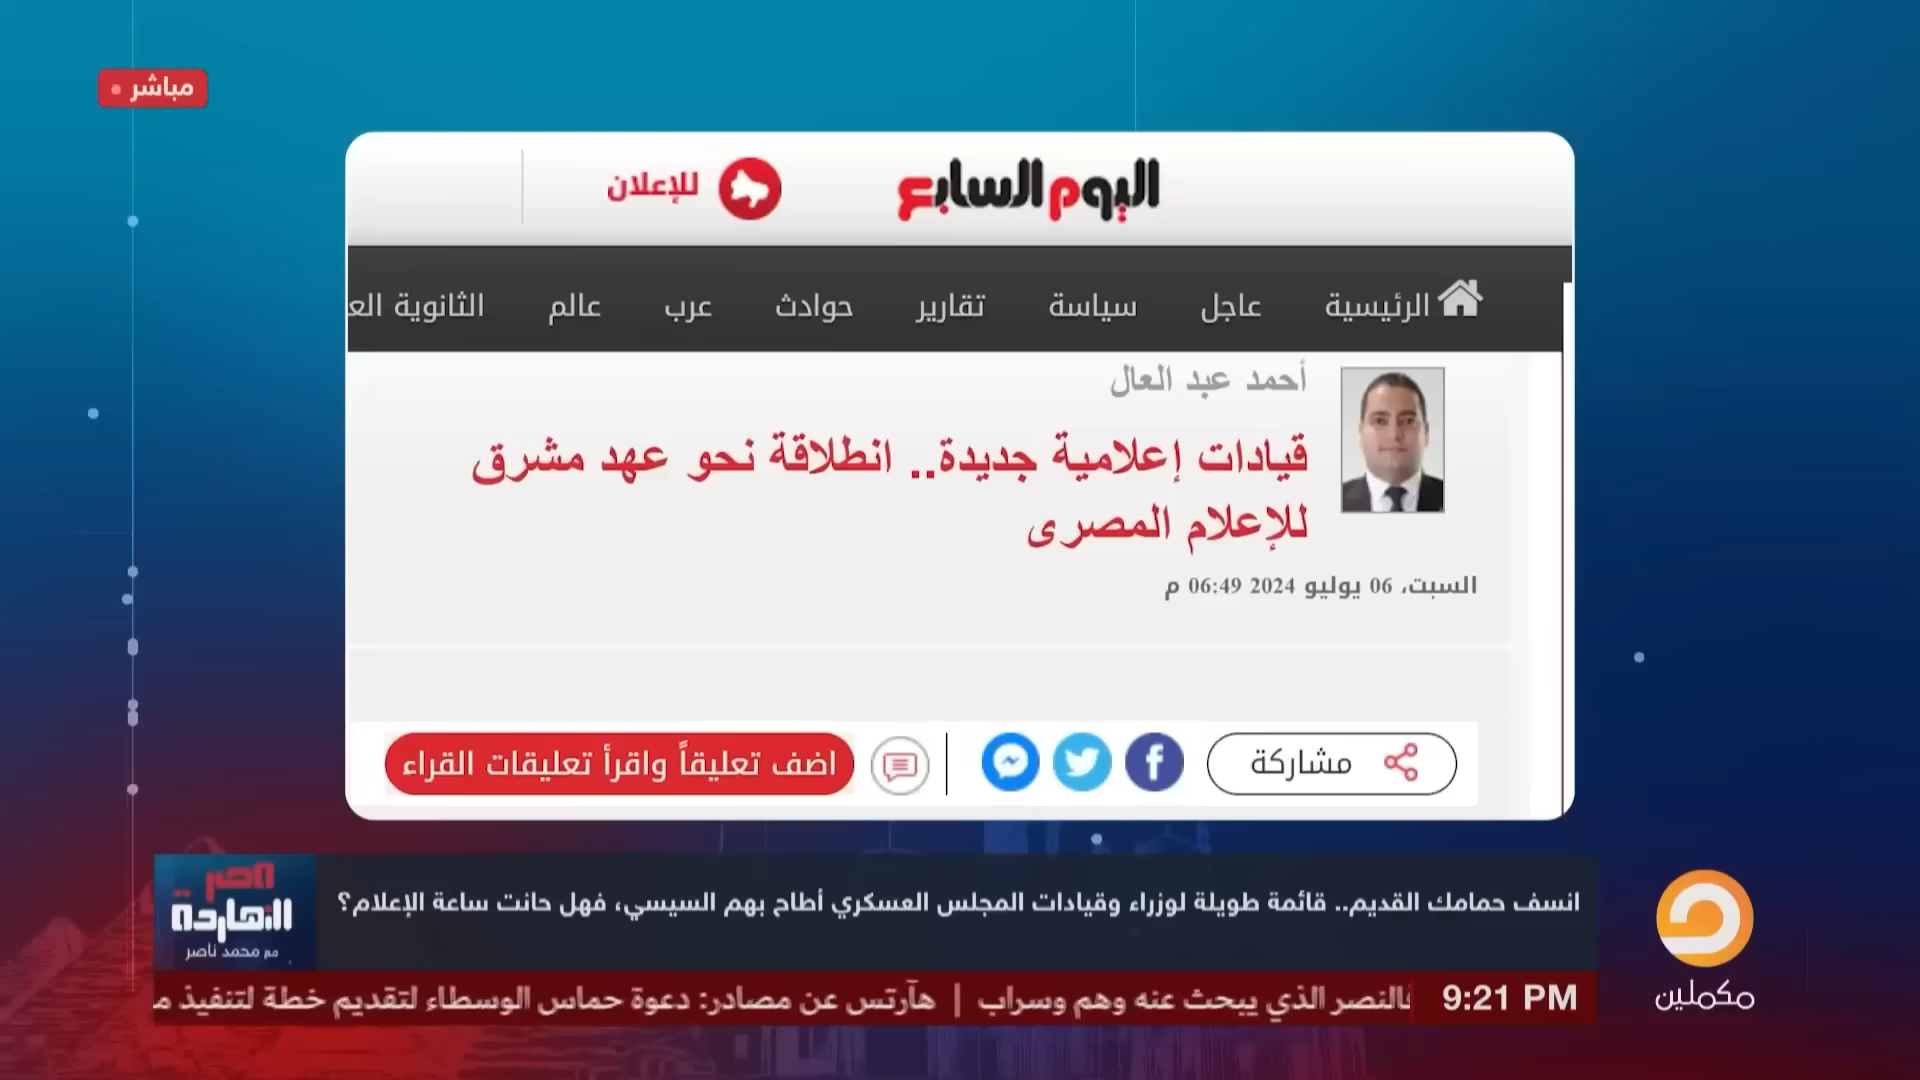 مباشر
اليوم السابع
للإعلان
الرئيسية عاجل سياسة تقارير حوادث عرب عالم الثانوية الع
أحمد عبد العال
قيادات إعلامية جديدة.. انطلاقة نحو عهد مشرق
للإعلام المصرى
السبت، 06 يوليو 2024 06:49 م
مشاركة
اضف تعليقاً واقرأ تعليقات القراء
مصر
النهاردة
مع محمد ناصر
انسف حمامك القديم.. قائمة طويلة لوزراء وقيادات المجلس العسكري أطاح بهم السيسي، فهل حانت ساعة الإعلام؟
9:21 PM
فالنصر الذي يبحث عنه وهم وسراب | هآرتس عن مصادر: دعوة حماس الوسطاء لتقديم خطة لتنفيذ م
مكملين